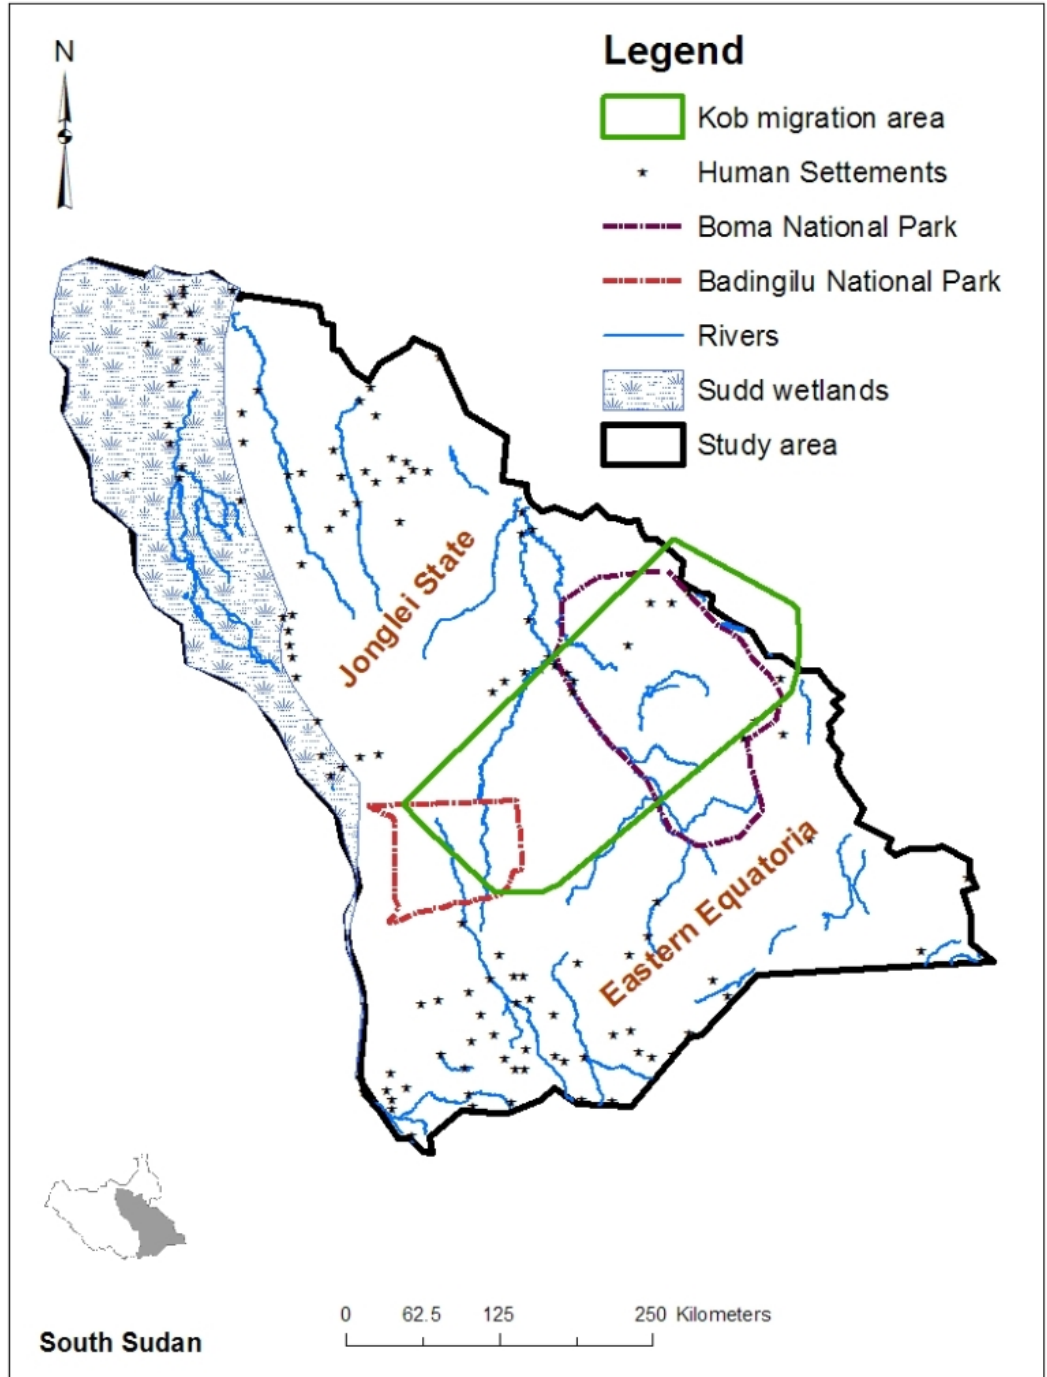 N
Legend
Kob migration area
Human Settements
Boma National Park
Badingilu National Park
Rivers
Sudd wetlands
Study area
Jonglei State
Eastern Equatoria
0 62.5 125 250 Kilometers
South Sudan